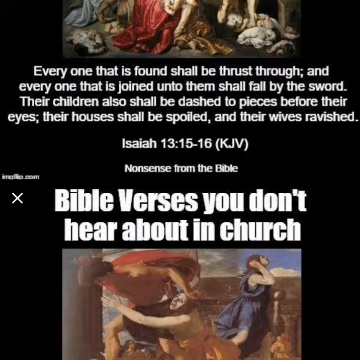 Every one that is found shall be thrust through; and
every one that is joined unto them shall fall by the sword.
Their children also shall be dashed to pieces before their
eyes; their houses shall be spoiled, and their wives ravished.
Isaiah 13:15-16 (KJV)
Nonsense from the Bible
imgflip.com
Bible Verses you don't
hear about in church